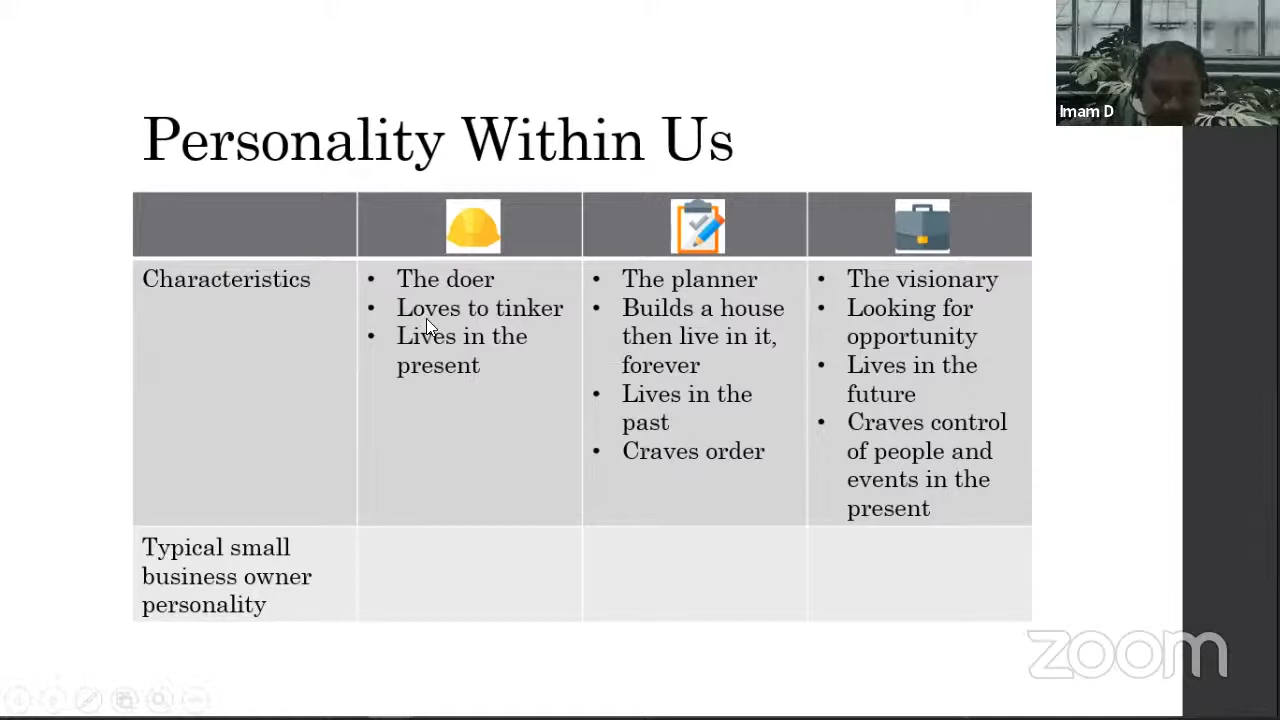 Imam D
Personality Within Us
Characteristics
• The doer
• Loves to tinker
• Lives in the
present
• The planner
• Builds a house
then live in it,
forever
• Lives in the
past
• Craves order
• The visionary
• Looking for
opportunity
• Lives in the
future
• Craves control
of people and
events in the
present
Typical small
business owner
personality
zoom